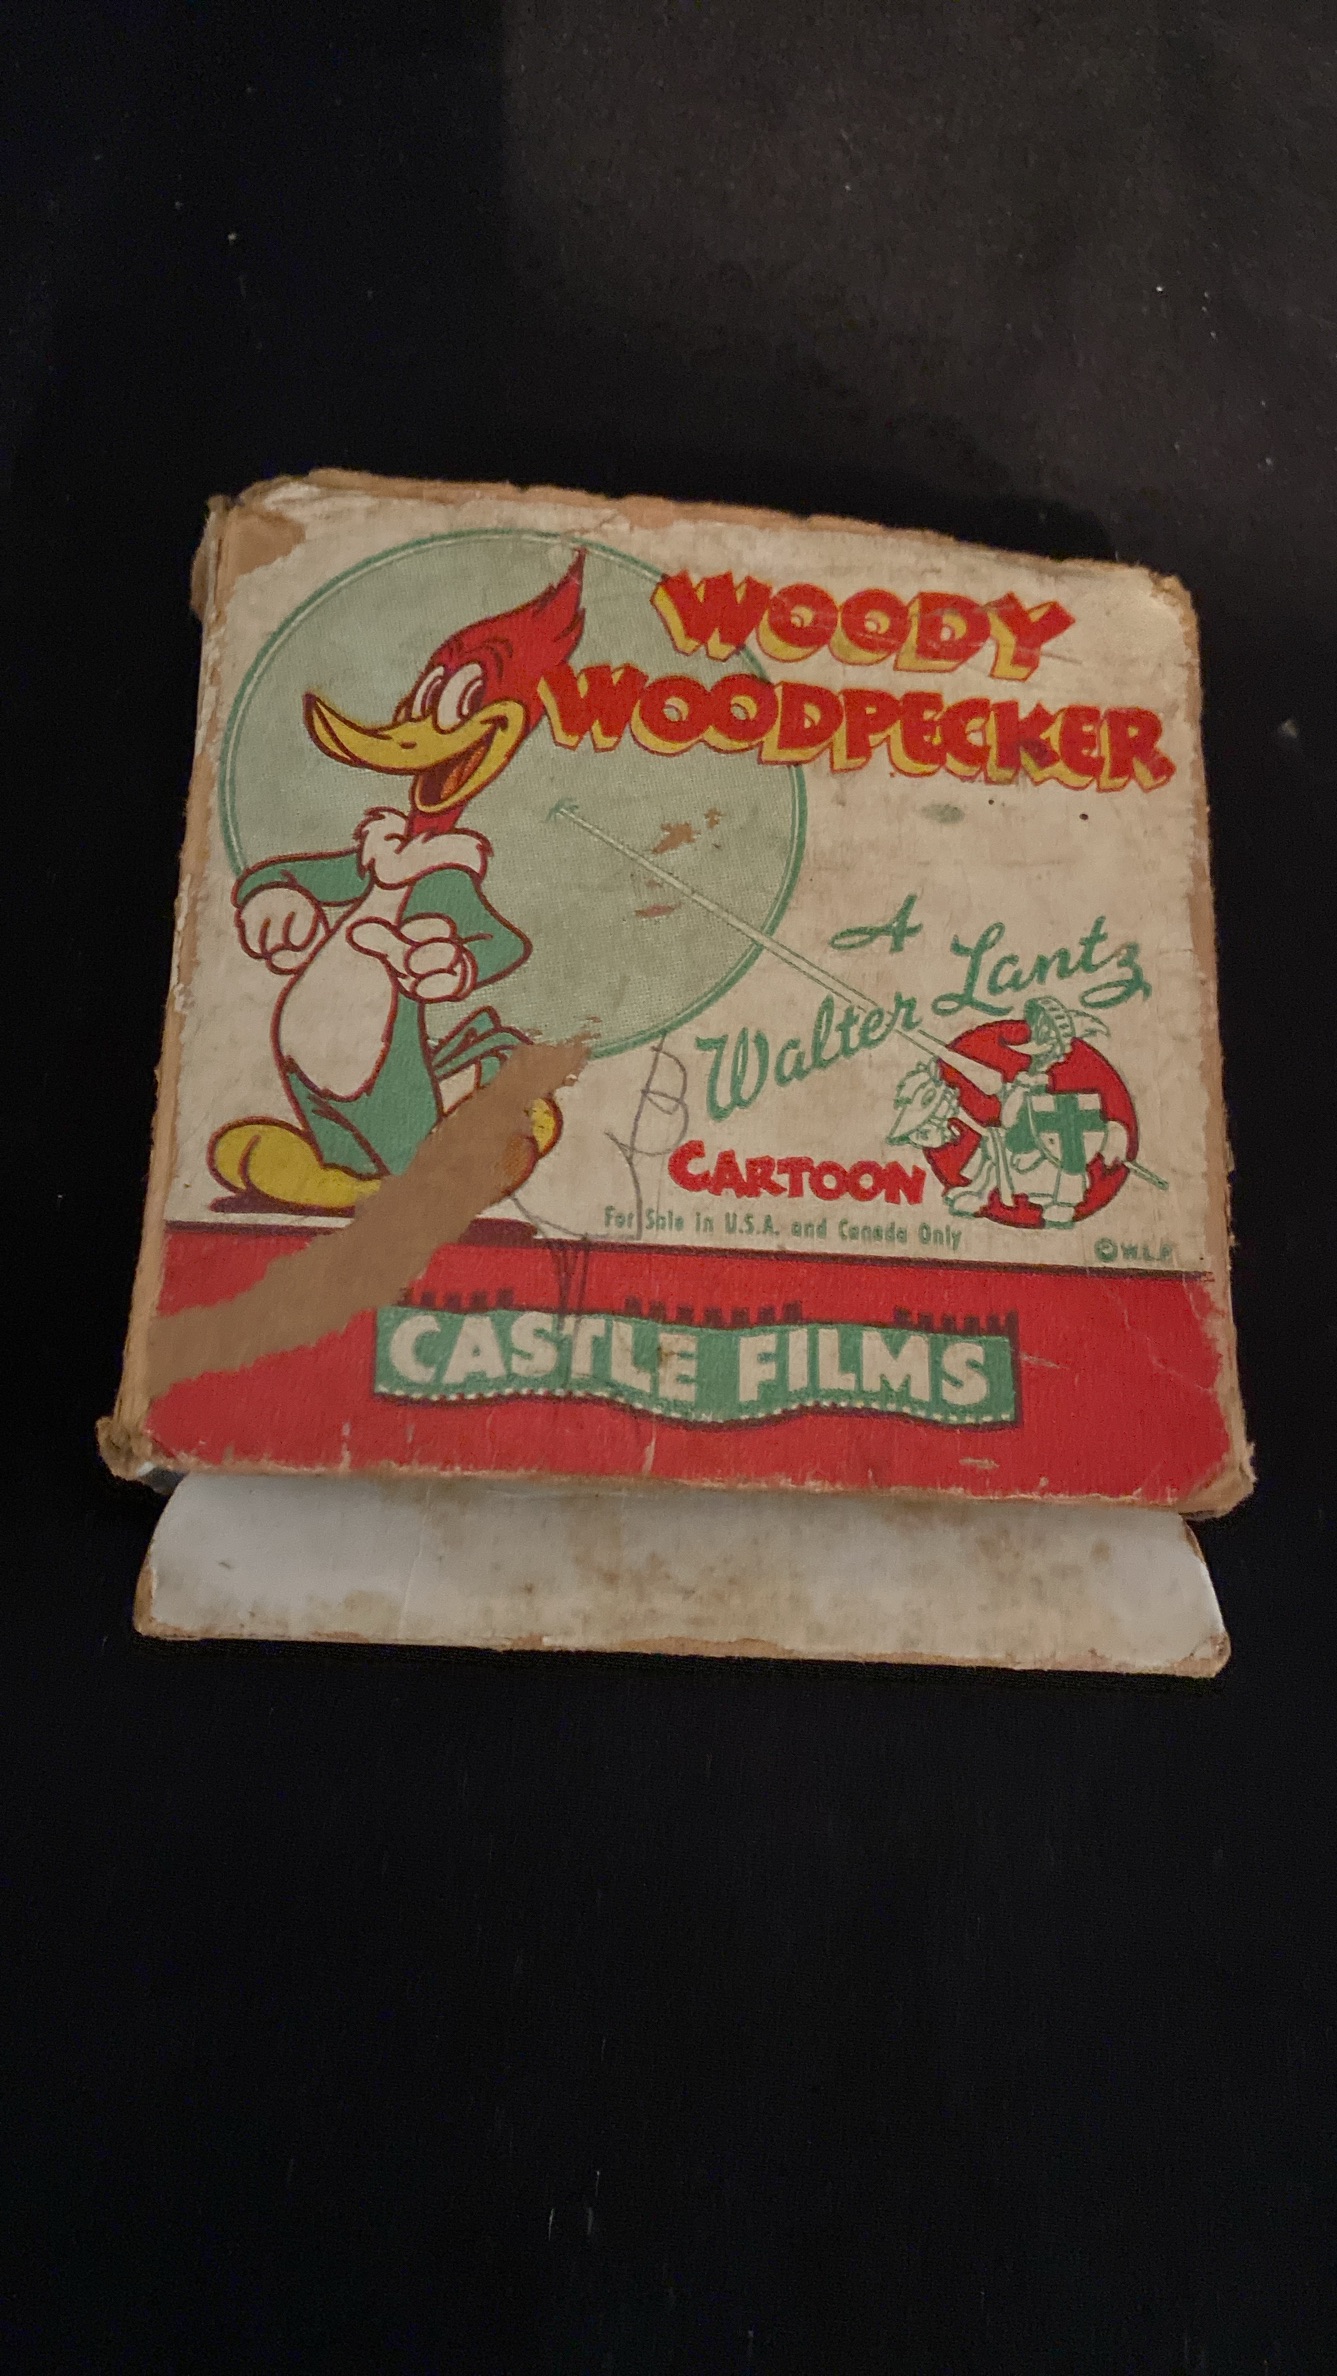 WOODY
WOODPECKER
A
Walter Lantz
CARTOON
For Sale in U.S.A. and Canada Only
© W.L.P.
CASTLE FILMS